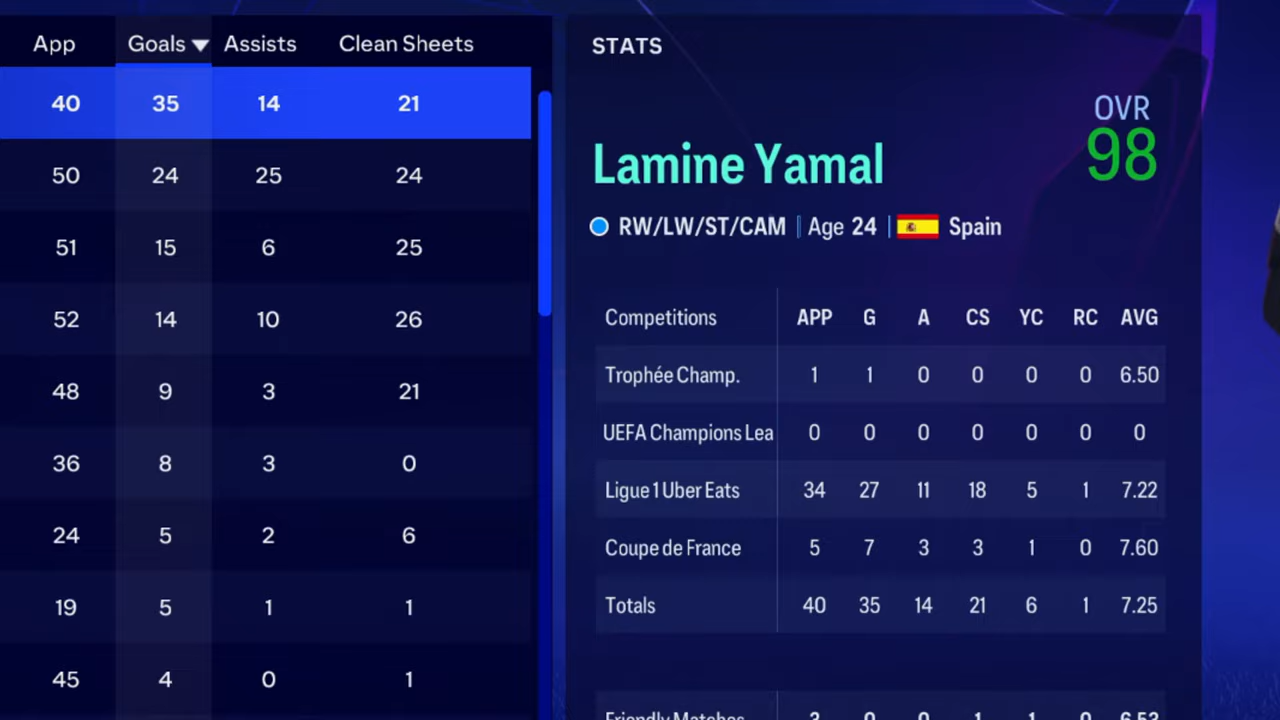 App Goals Assists Clean Sheets
40 35 14 21
50 24 25 24
51 15 6 25
52 14 10 26
48 9 3 21
36 8 3 0
24 5 2 6
19 5 1 1
45 4 0 1
STATS
OVR
98
Lamine Yamal
RW/LW/ST/CAM Age 24 Spain
Competitions APP G A CS YC RC AVG
Trophée Champ. 1 1 0 0 0 0 6.50
UEFA Champions Lea 0 0 0 0 0 0 0
Ligue 1 Uber Eats 34 27 11 18 5 1 7.22
Coupe de France 5 7 3 3 1 0 7.60
Totals 40 35 14 21 6 1 7.25
Friendly Matches